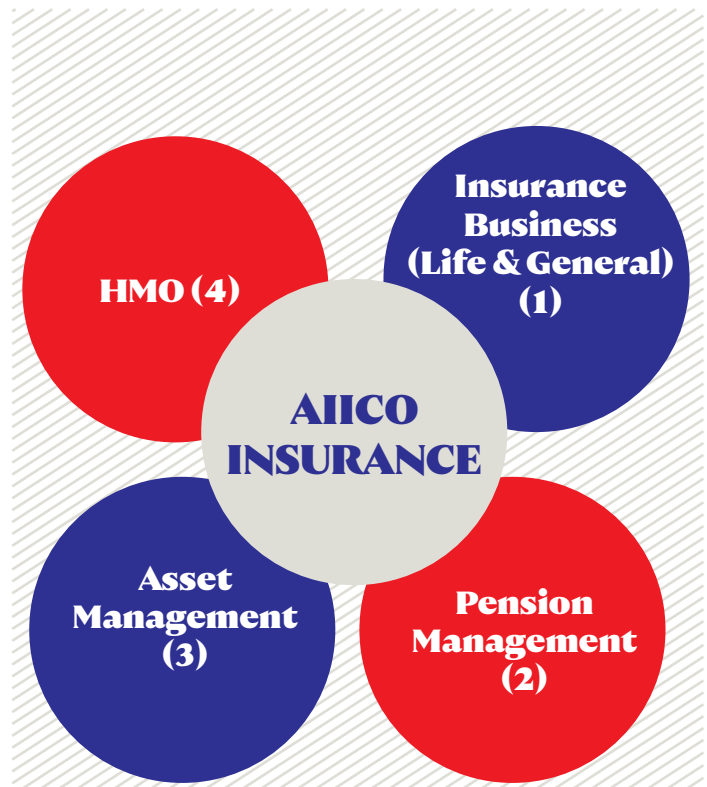 HMO (4)
Insurance
Business
(Life & General)
(1)
AIICO
INSURANCE
Asset
Management
(3)
Pension
Management
(2)